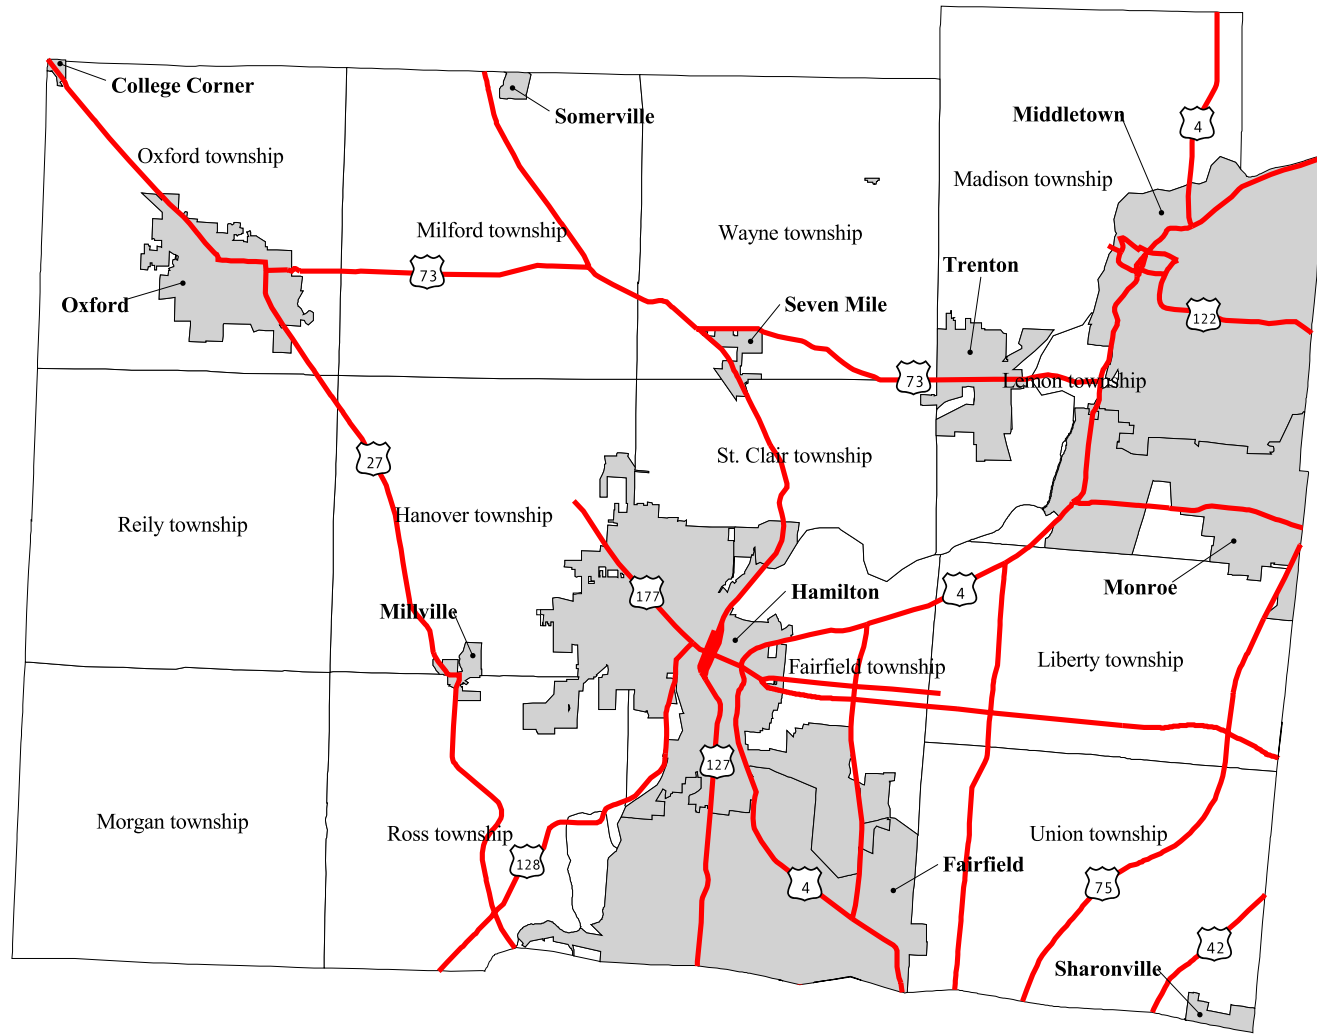 College Corner
Somerville
Middletown
4
Oxford township
Madison township
Milford township
Wayne township
Trenton
73
Oxford
Seven Mile
122
73
Lemon township
St. Clair township
27
Hanover township
Reily township
177
4
Monroe
Hamilton
Millville
Fairfield township
Liberty township
127
Morgan township
Ross township
Union township
128
Fairfield
4
75
42
Sharonville